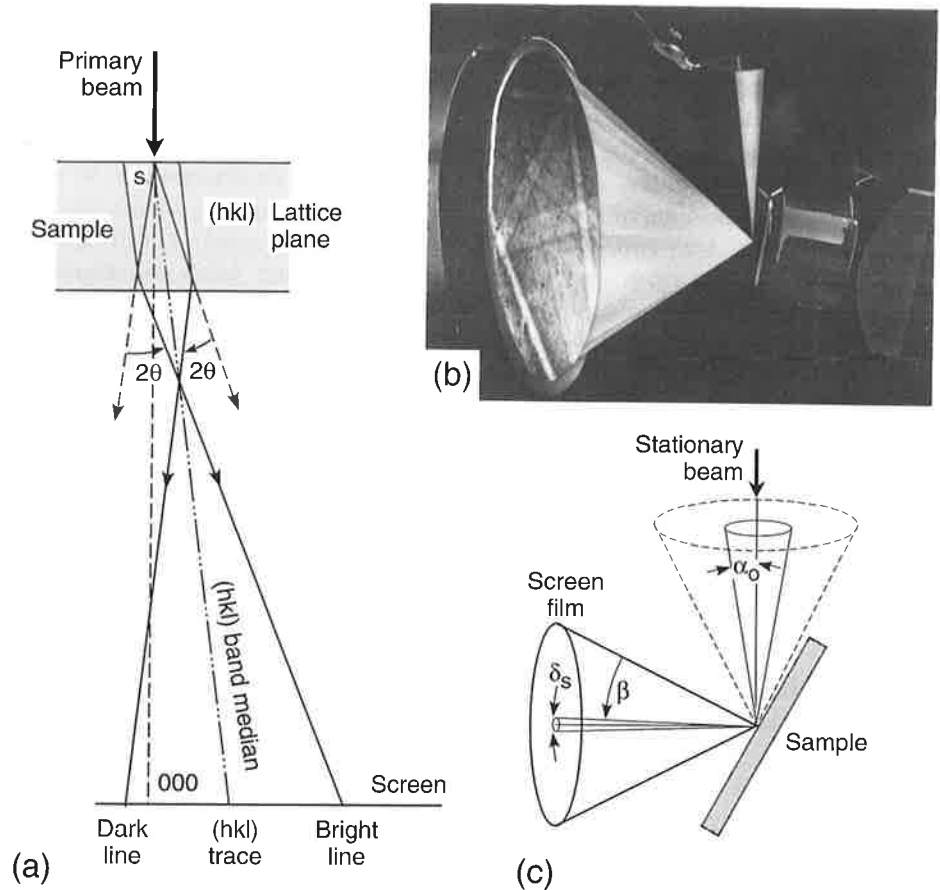 Primary
beam
s
(hkl) Lattice
plane
Sample
2θ 2θ
(hkl) band median
000
Screen
Dark
line
(hkl)
trace
Bright
line
(a)
(b)
Stationary
beam
α₀
Screen
film
δₛ
β
Sample
(c)